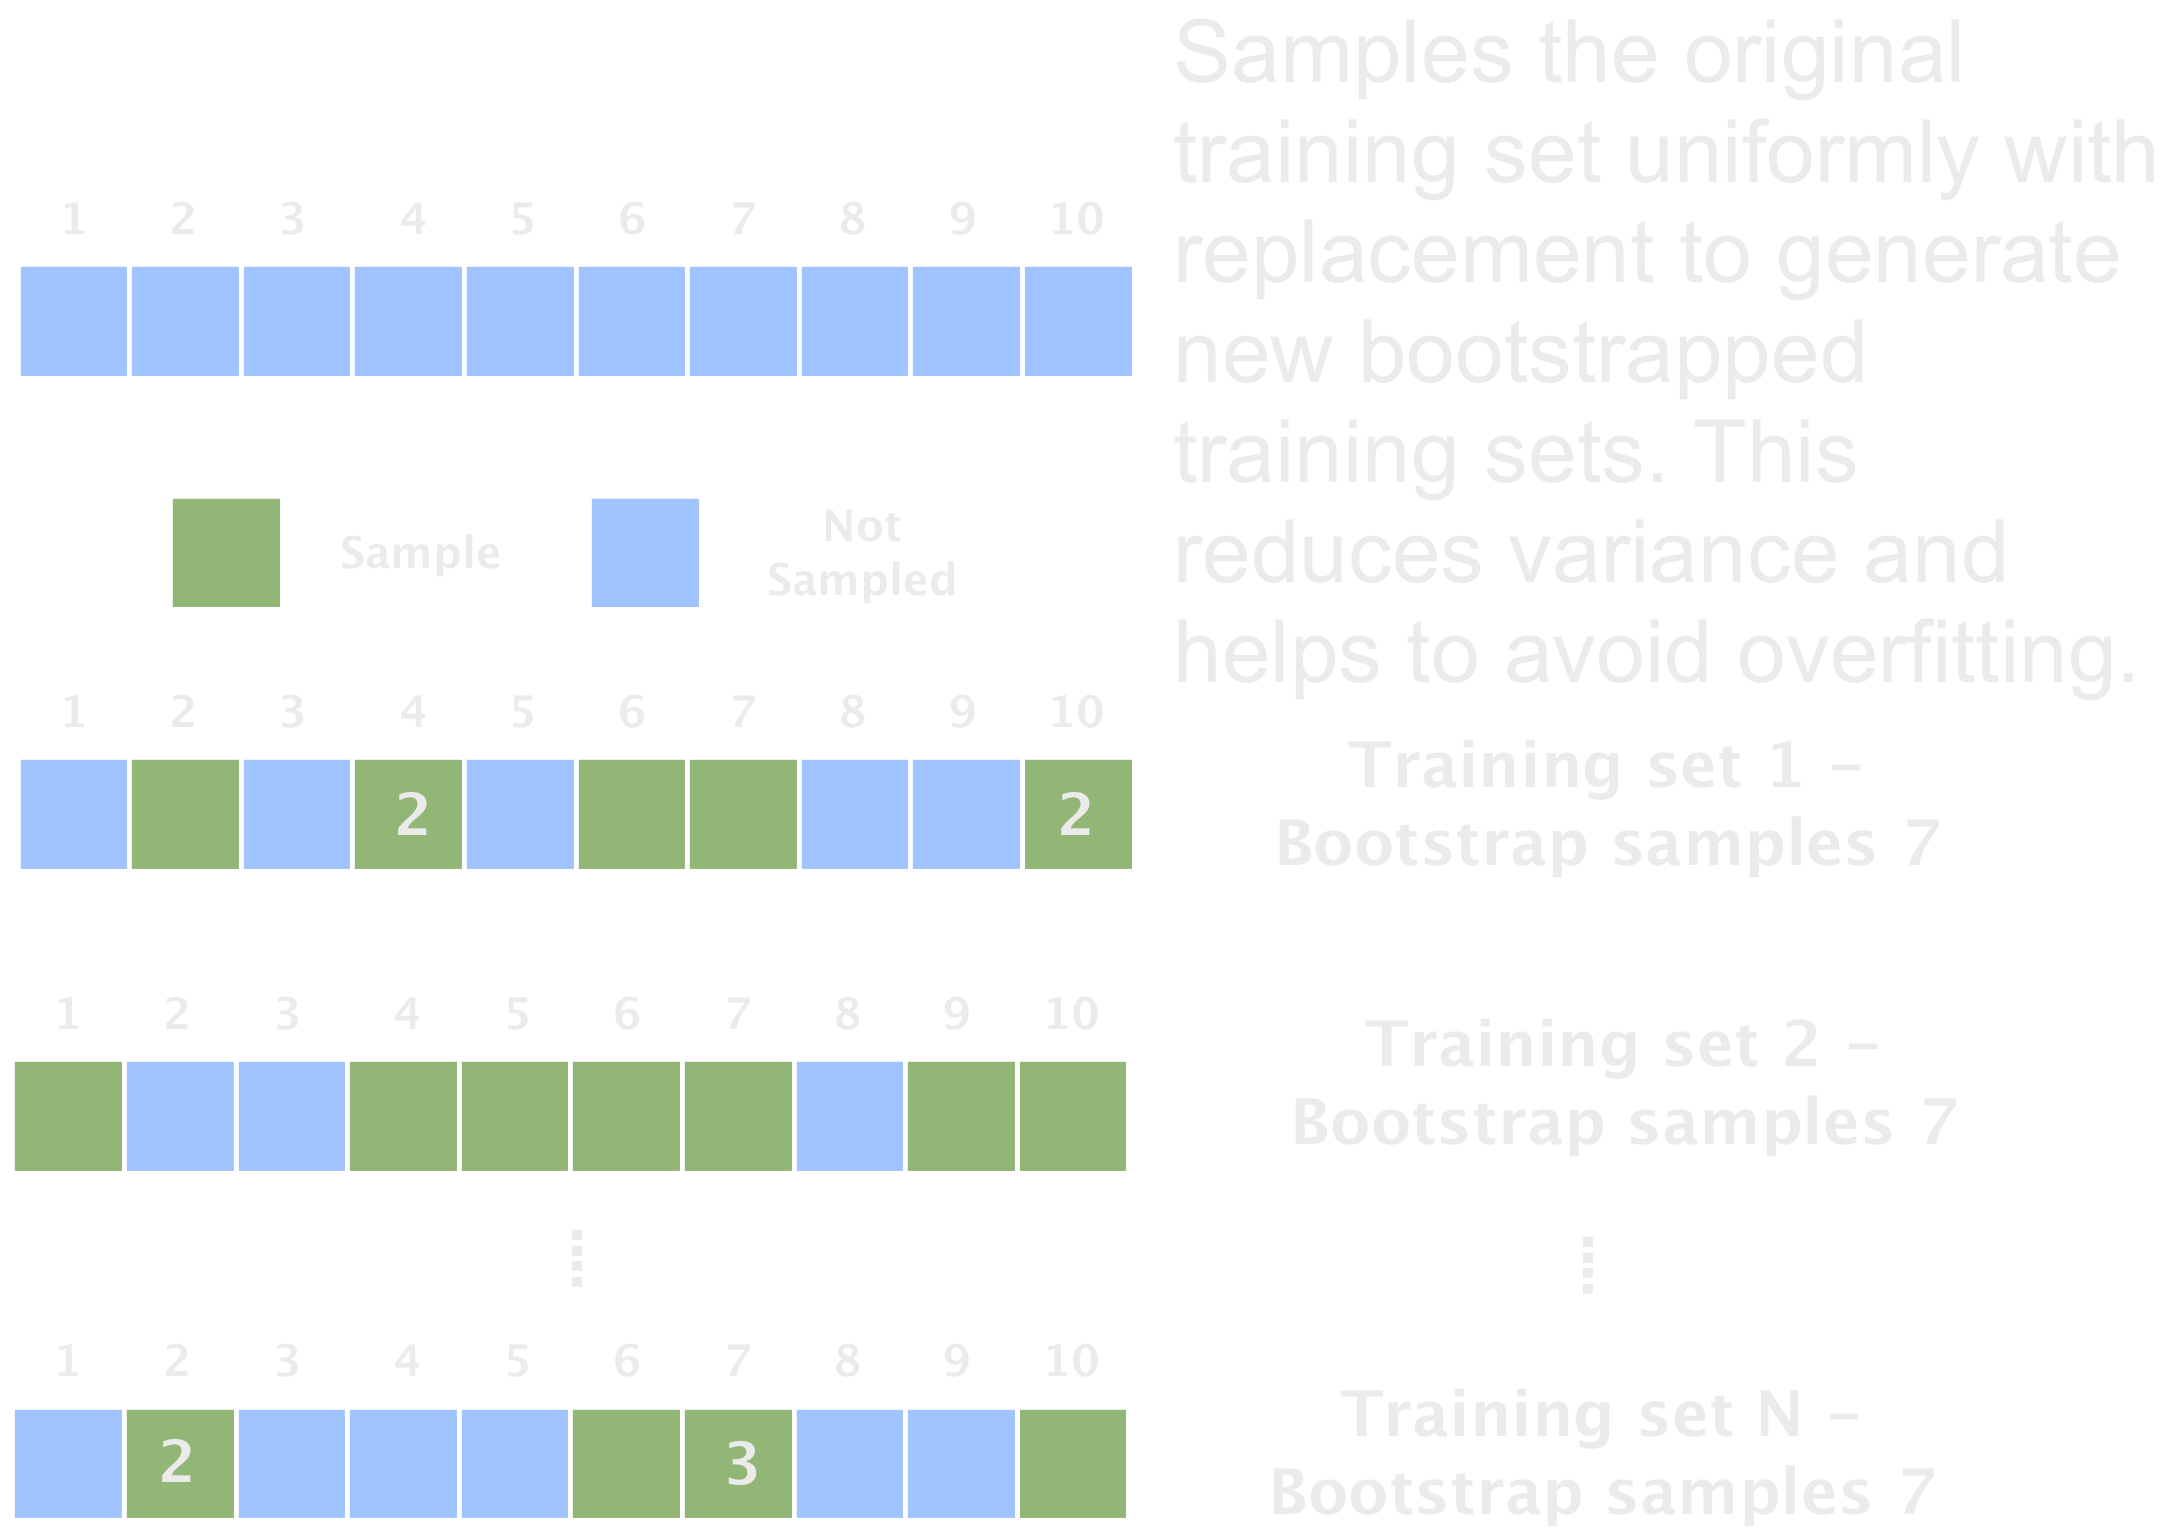 Samples the original
training set uniformly with
replacement to generate
new bootstrapped
training sets. This
reduces variance and
helps to avoid overfitting.
1 2 3 4 5 6 7 8 9 10
Sample
Not
Sampled
1 2 3 4 5 6 7 8 9 10
2 2
Training set 1 –
Bootstrap samples 7
1 2 3 4 5 6 7 8 9 10
Training set 2 –
Bootstrap samples 7
1 2 3 4 5 6 7 8 9 10
2 3
Training set N –
Bootstrap samples 7